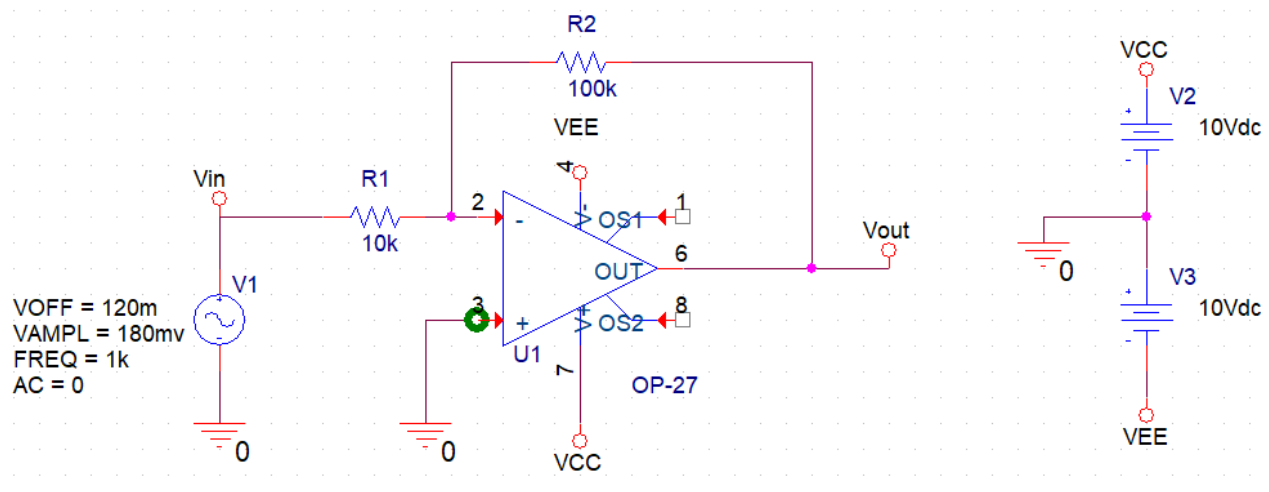 R2
100k
VEE
4
Vin
R1
10k
2
-
V-
OS1
1
OUT
6
Vout
V1
VOFF = 120m
VAMPL = 180mv
FREQ = 1k
AC = 0
3
+
V+
OS2
8
U1
7
OP-27
0
0
VCC
VCC
V2
10Vdc
0
V3
10Vdc
VEE